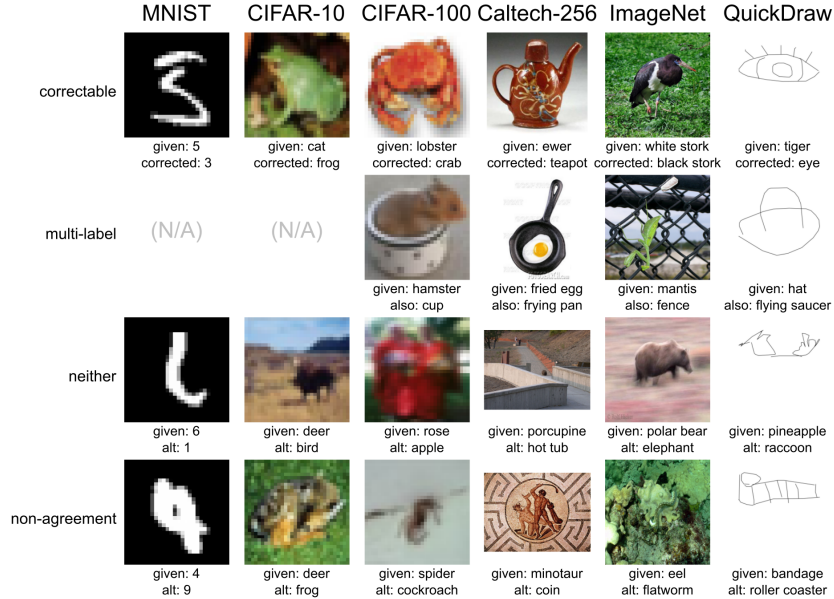 MNIST CIFAR-10 CIFAR-100 Caltech-256 ImageNet QuickDraw
correctable
given: 5 given: cat given: lobster given: ewer given: white stork given: tiger
corrected: 3 corrected: frog corrected: crab corrected: teapot corrected: black stork corrected: eye
multi-label (N/A) (N/A)
given: hamster given: fried egg given: mantis given: hat
also: cup also: frying pan also: fence also: flying saucer
neither
given: 6 given: deer given: rose given: porcupine given: polar bear given: pineapple
alt: 1 alt: bird alt: apple alt: hot tub alt: elephant alt: raccoon
non-agreement
given: 4 given: deer given: spider given: minotaur given: eel given: bandage
alt: 9 alt: frog alt: cockroach alt: coin alt: flatworm alt: roller coaster